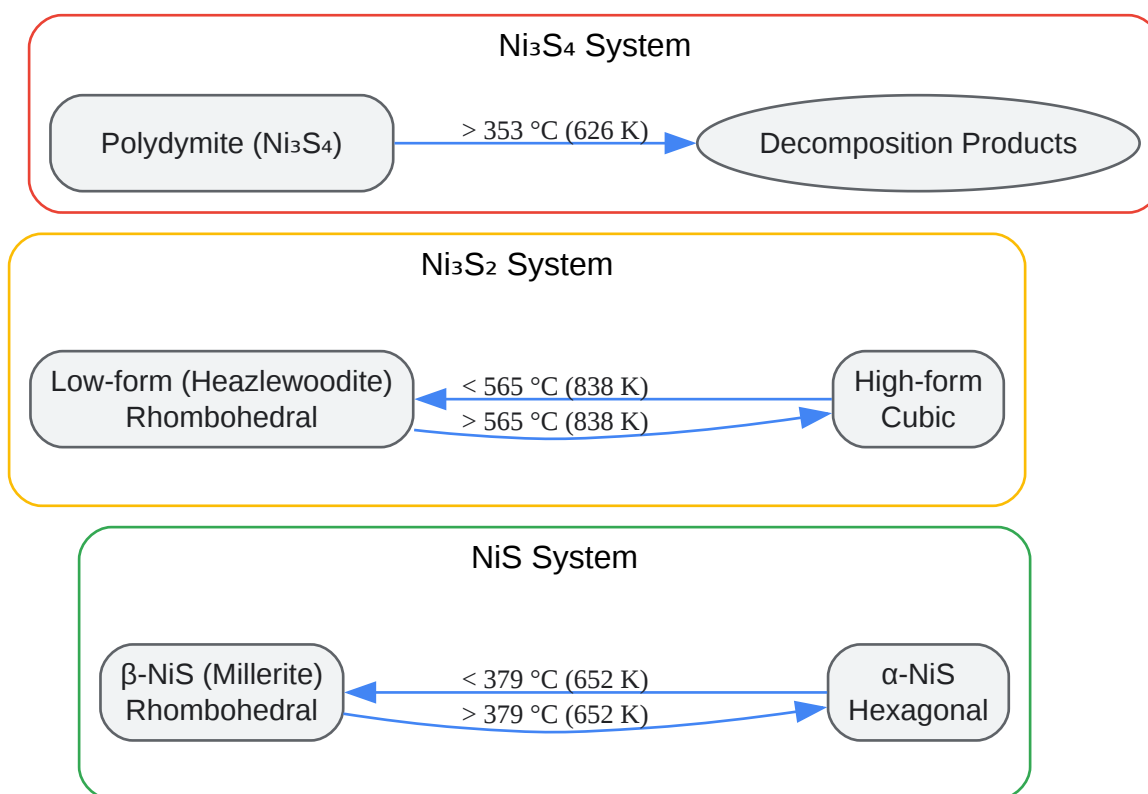 Ni₃S₄ System
Polydymite (Ni₃S₄)
> 353 °C (626 K)
Decomposition Products
Ni₃S₂ System
Low-form (Heazlewoodite)
Rhombohedral
< 565 °C (838 K)
> 565 °C (838 K)
High-form
Cubic
NiS System
β-NiS (Millerite)
Rhombohedral
< 379 °C (652 K)
> 379 °C (652 K)
α-NiS
Hexagonal